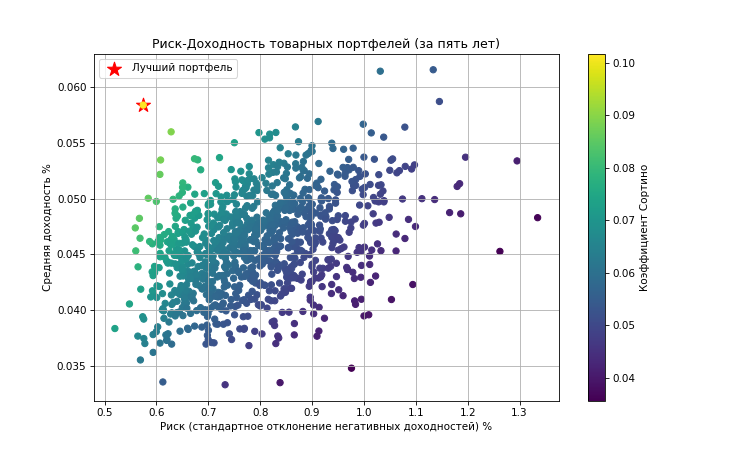 Риск-Доходность товарных портфелей (за пять лет)
Лучший портфель
Средняя доходность %
0.060
0.055
0.050
0.045
0.040
0.035
0.5 0.6 0.7 0.8 0.9 1.0 1.1 1.2 1.3
Риск (стандартное отклонение негативных доходностей) %
0.10
0.09
0.08
0.07
0.06
0.05
0.04
Коэффициент Сортино